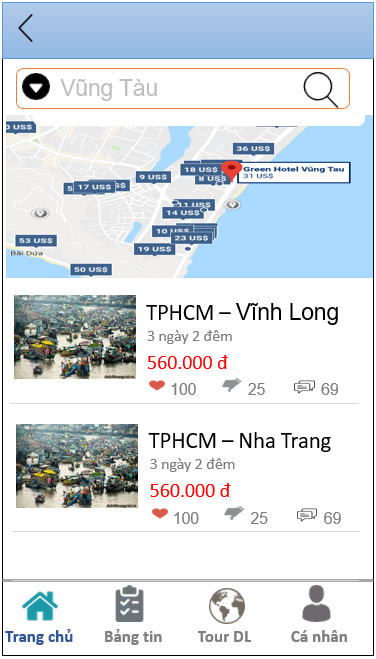 Vũng Tàu
0 US$
36 US$
18 US$
Green Hotel Vũng Tau
31 US$
9 US$
8 US$
17 US$
11 US$
14 US$
10 US$
23 US$
53 US$
19 US$
Bãi Dứa
50 US$
TPHCM – Vĩnh Long
3 ngày 2 đêm
560.000 đ
100 25 69
TPHCM – Nha Trang
3 ngày 2 đêm
560.000 đ
100 25 69
Trang chủ Bảng tin Tour DL Cá nhân